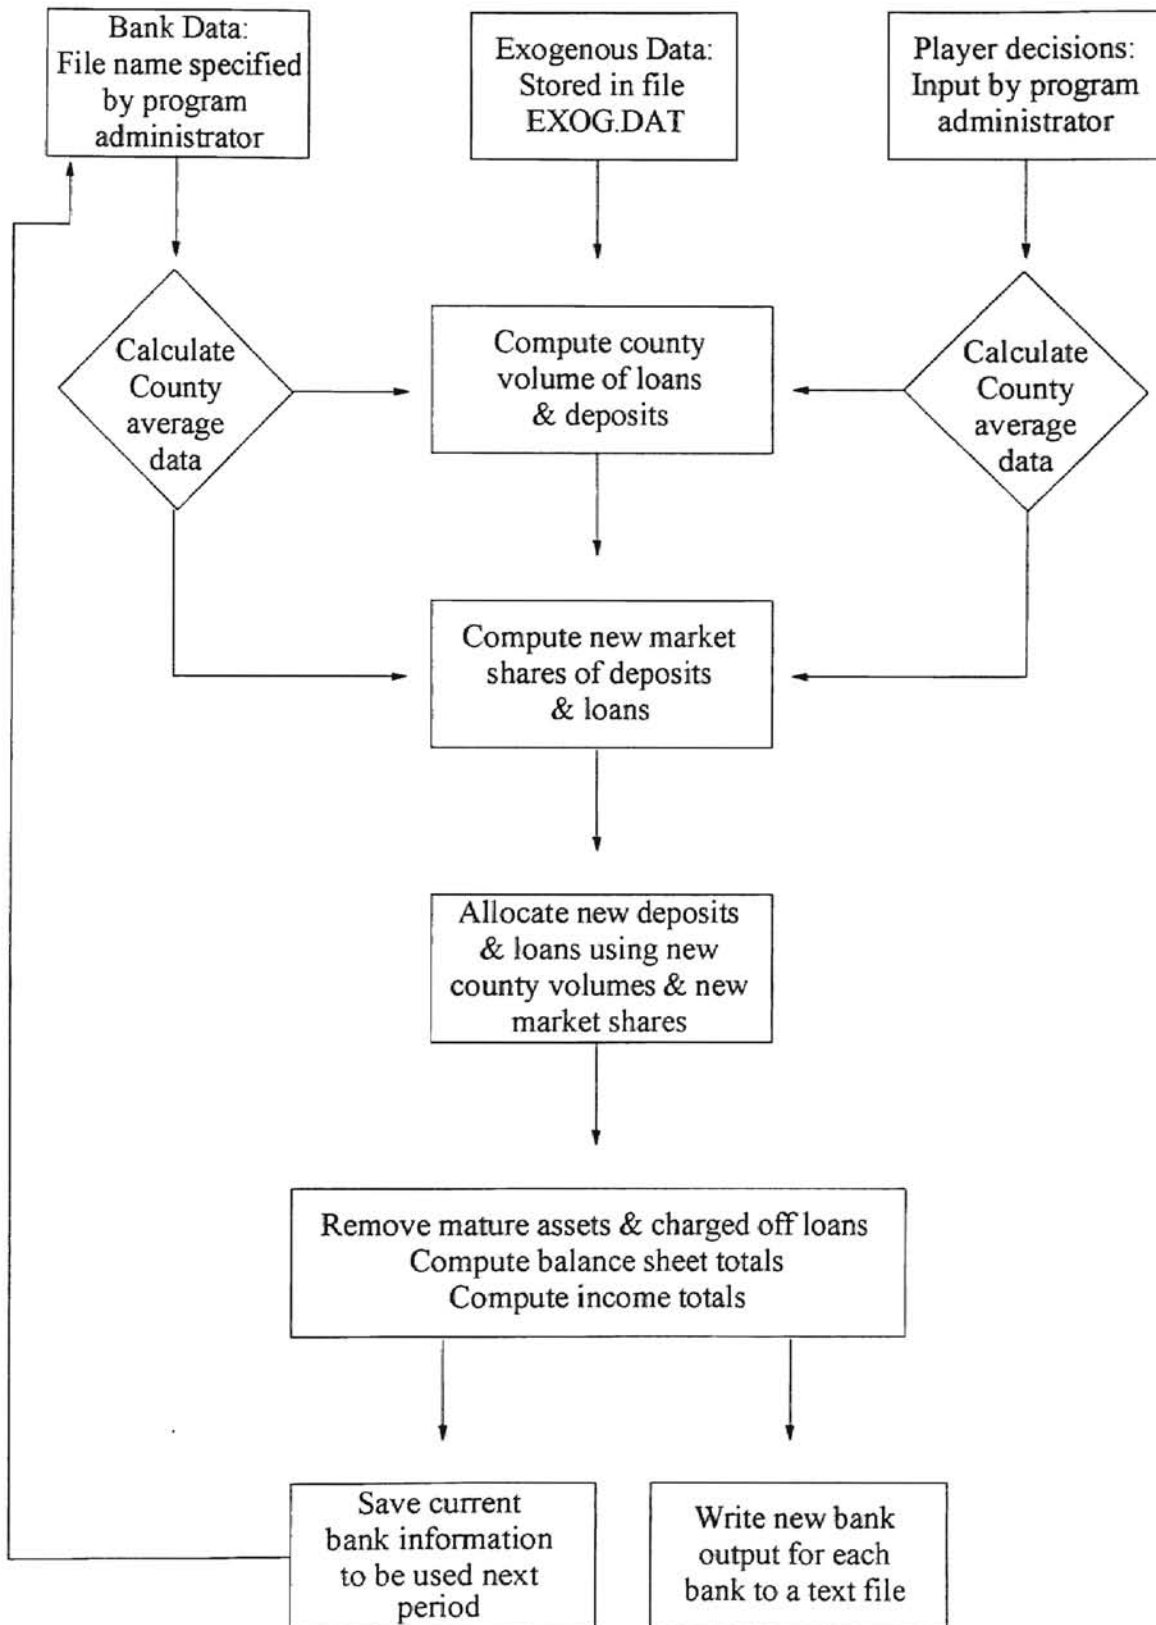 Bank Data:
File name specified
by program
administrator
Exogenous Data:
Stored in file
EXOG.DAT
Player decisions:
Input by program
administrator
Calculate
County
average
data
Compute county
volume of loans
& deposits
Calculate
County
average
data
Compute new market
shares of deposits
& loans
Allocate new deposits
& loans using new
county volumes & new
market shares
Remove mature assets & charged off loans
Compute balance sheet totals
Compute income totals
Save current
bank information
to be used next
period
Write new bank
output for each
bank to a text file